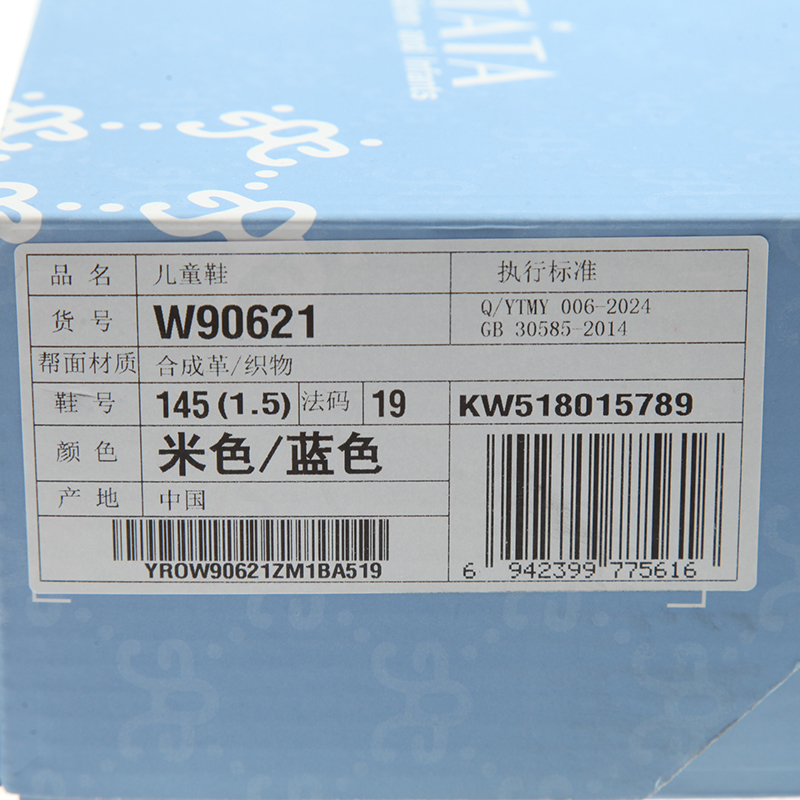 TATA
and infants
品 名 儿童鞋 执行标准
货 号 W90621 Q/YTMY 006-2024
GB 30585-2014
帮面材质 合成革/织物
鞋 号 145 (1.5) 法码 19 KW518015789
颜 色 米色/蓝色
产 地 中国
YROW90621ZM1BA519 6 942399 775616